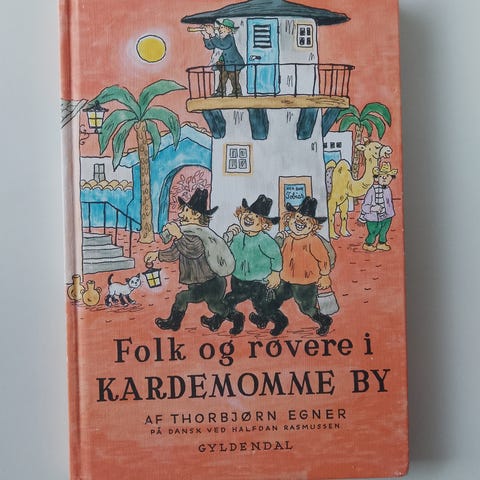 Folk og røvere i
KARDEMOMME BY
AF THORBJØRN EGNER
PÅ DANSK VED HALFDAN RASMUSSEN
GYLDENDAL